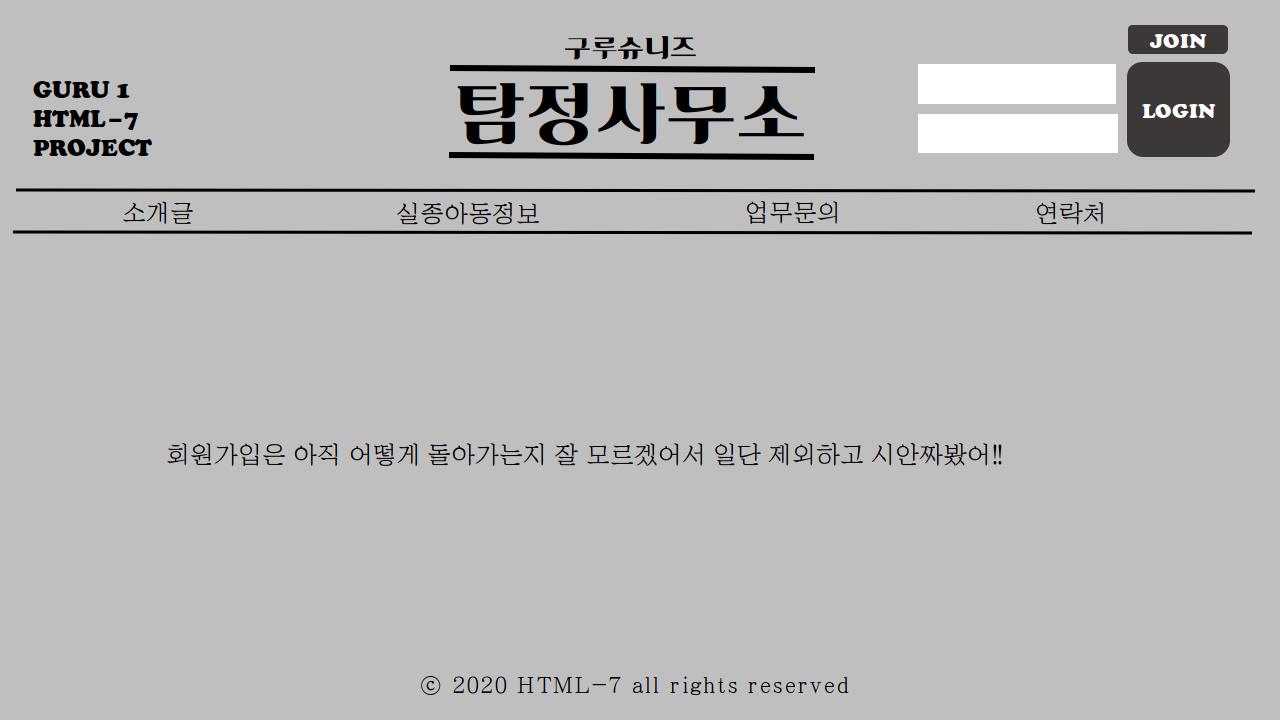 GURU 1
HTML-7
PROJECT
구루슈니즈
탐정사무소
JOIN
LOGIN
소개글 실종아동정보 업무문의 연락처
회원가입은 아직 어떻게 돌아가는지 잘 모르겠어서 일단 제외하고 시안짜봤어!!
ⓒ 2020 HTML-7 all rights reserved